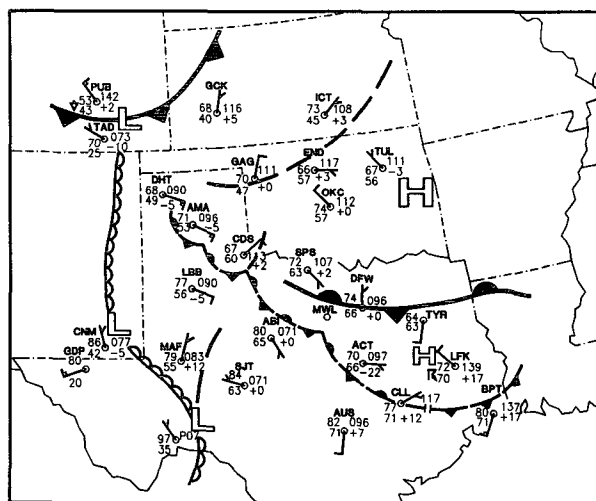 PUB
53 142
43 +2
L
TAD 073
70 -10
25
GCK
68 116
40 +5
ICT
73 108
45 +3
GAG
70 111
47 +0
END
66 117
57 +3
TUL
67 111
56 -3
H
OKC
74 112
57 +0
DHT
68 090
49 -5
AMA
71 096
53 -5
CDS
67 113
60 +2
LBB
77 090
56 -5
SPS
72 107
63 +2
DFW
74 096
66 +0
MWL
TYR
64
63
CNM
86 077
42 -5
L
GDP
80
20
MAF
79 083
55 +12
ABI
80 071
65 +0
SJT
84 071
63 +0
ACT
70 097
66 -22
H
LFK
72 139
70 +17
CLL
77 117
71 +12
BPT
80 137
71 +17
AUS
82 096
71 +7
L
97 P07
35